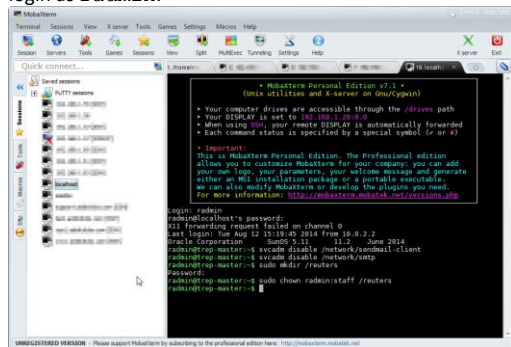 login as
MobaXterm
Terminal Sessions View X server Tools Games Settings Macros Help
Session Servers Tools Games Sessions View Split MultiExec Tunneling Settings Help X server Exit
Quick connect...
Saved sessions
PuTTY sessions
localhost
Sessions
Tools
Macros
Sftp
• MobaXterm Personal Edition v7.1 •
(Unix utilities and X-server on Gnu/Cygwin)
➤ Your computer drives are accessible through the /drives path
➤ Your DISPLAY is set to 192.168.1.20:0.0
➤ When using SSH, your remote DISPLAY is automatically forwarded
➤ Each command status is specified by a special symbol (✓ or ✗)
• Important:
This is MobaXterm Personal Edition. The Professional edition
allows you to customize MobaXterm for your company: you can add
your own logo, your parameters, your welcome message and generate
either an MSI installation package or a portable executable.
We can also modify MobaXterm or develop the plugins you need.
For more information: http://mobaxterm.mobatek.net/versions.php
Login: radmin
radmin@localhost's password:
X11 forwarding request failed on channel 0
Last login: Tue Aug 12 15:19:45 2014 from 10.0.2.2
Oracle Corporation SunOS 5.11 11.2 June 2014
radmin@trep-master:~$ svcadm disable /network/sendmail-client
radmin@trep-master:~$ svcadm disable /network/smtp
radmin@trep-master:~$ sudo mkdir /reuters
Password:
radmin@trep-master:~$ sudo chown radmin:staff /reuters
radmin@trep-master:~$
UNREGISTERED VERSION - Please support MobaXterm by subscribing to the professional edition here: http://mobaxterm.mobatek.net